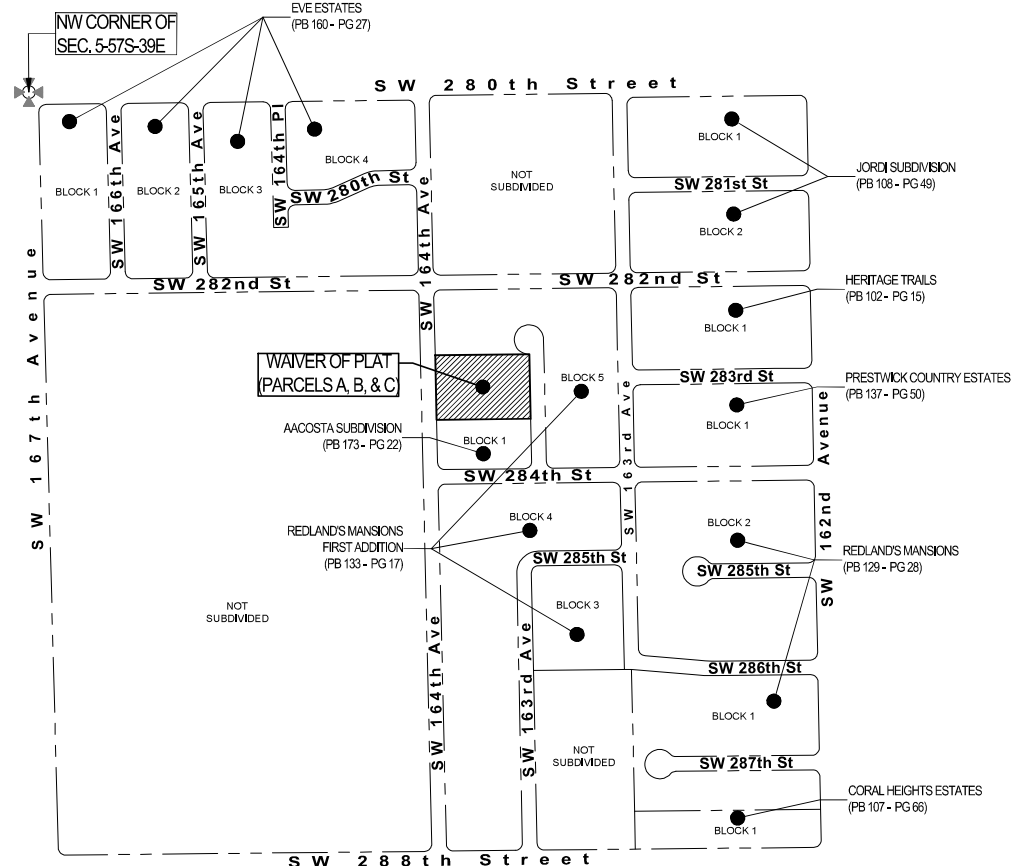 EVE ESTATES
(PB 160 - PG 27)
NW CORNER OF
SEC. 5-57S-39E
SW 280th Street
SW 166th Ave
SW 165th Ave
SW 164th Pl
BLOCK 1
BLOCK 2
BLOCK 3
BLOCK 4
SW 280th St
SW 164th Ave
NOT
SUBDIVIDED
BLOCK 1
SW 281st St
BLOCK 2
JORDI SUBDIVISION
(PB 108 - PG 49)
SW 167th Avenue
SW 282nd St
SW 282nd St
HERITAGE TRAILS
(PB 102 - PG 15)
BLOCK 1
WAIVER OF PLAT
(PARCELS A, B, & C)
BLOCK 5
SW 163rd Ave
SW 283rd St
PRESTWICK COUNTRY ESTATES
(PB 137 - PG 50)
BLOCK 1
SW 162nd Avenue
AACOSTA SUBDIVISION
(PB 173 - PG 22)
BLOCK 1
SW 284th St
REDLAND'S MANSIONS
FIRST ADDITION
(PB 133 - PG 17)
BLOCK 4
SW 285th St
BLOCK 2
SW 285th St
REDLAND'S MANSIONS
(PB 129 - PG 28)
NOT
SUBDIVIDED
BLOCK 3
SW 164th Ave
SW 163rd Ave
SW 286th St
BLOCK 1
NOT
SUBDIVIDED
SW 287th St
CORAL HEIGHTS ESTATES
(PB 107 - PG 66)
BLOCK 1
SW 288th Street